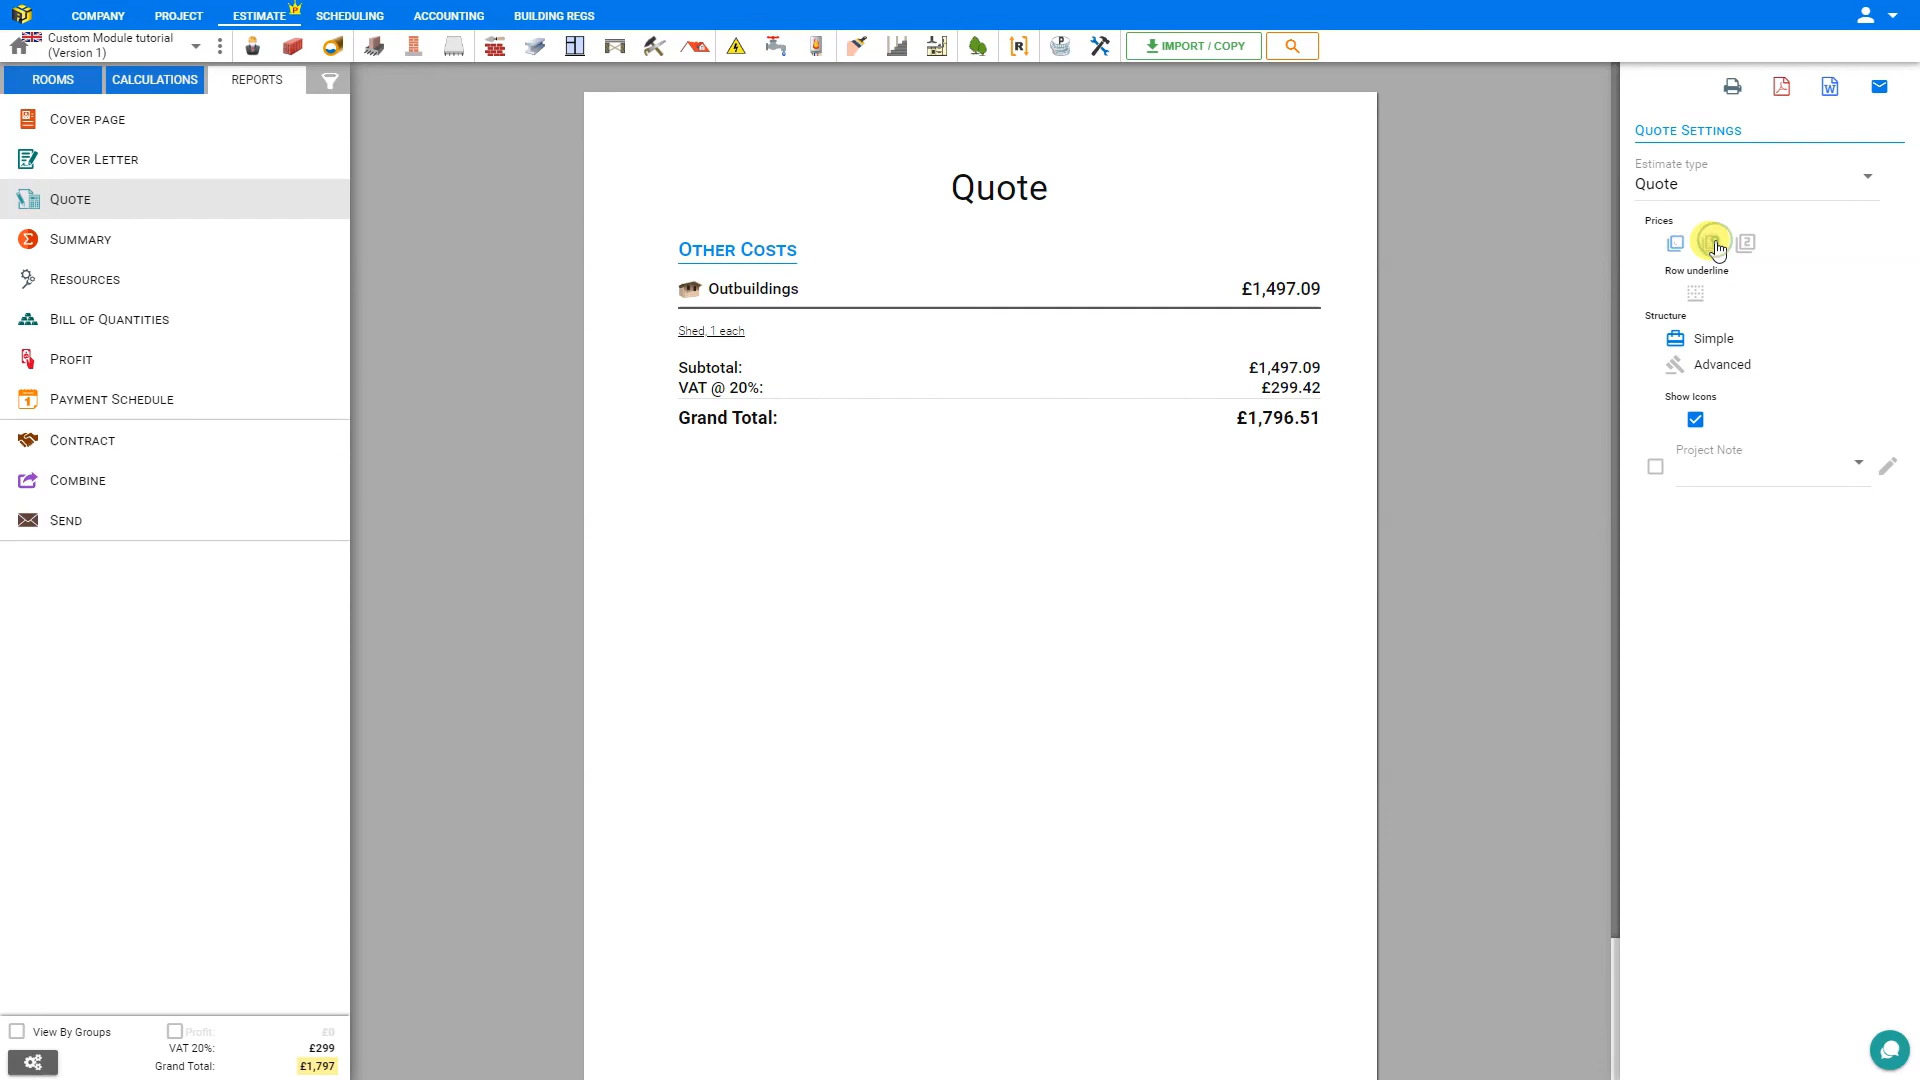 COMPANY PROJECT ESTIMATE SCHEDULING ACCOUNTING BUILDING REGS
Custom Module tutorial
(Version 1)
IMPORT / COPY
ROOMS CALCULATIONS REPORTS
COVER PAGE
COVER LETTER
QUOTE
SUMMARY
RESOURCES
BILL OF QUANTITIES
PROFIT
PAYMENT SCHEDULE
CONTRACT
COMBINE
SEND
View By Groups
Profit: £0
VAT 20%: £299
Grand Total: £1,797
Quote
OTHER COSTS
Outbuildings £1,497.09
Shed, 1 each
Subtotal: £1,497.09
VAT @ 20%: £299.42
Grand Total: £1,796.51
QUOTE SETTINGS
Estimate type
Quote
Prices
2
Row underline
Structure
Simple
Advanced
Show Icons
Project Note